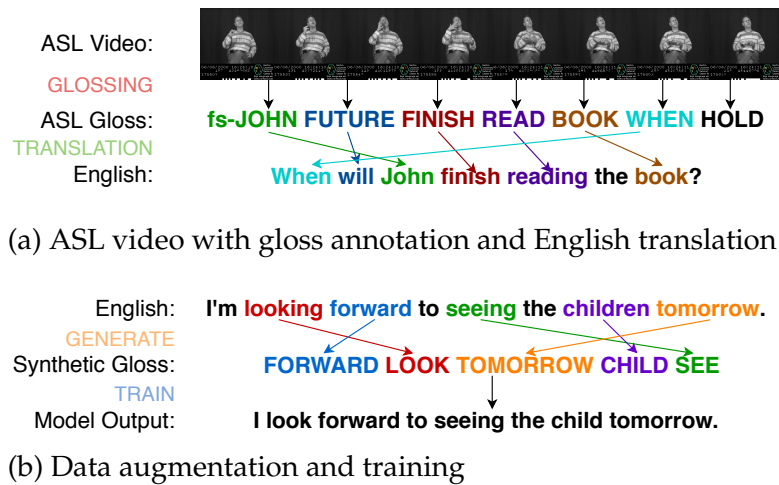 ASL Video:
GLOSSING
ASL Gloss: fs-JOHN FUTURE FINISH READ BOOK WHEN HOLD
TRANSLATION
English: When will John finish reading the book?
(a) ASL video with gloss annotation and English translation
English: I'm looking forward to seeing the children tomorrow.
GENERATE
Synthetic Gloss: FORWARD LOOK TOMORROW CHILD SEE
TRAIN
Model Output: I look forward to seeing the child tomorrow.
(b) Data augmentation and training